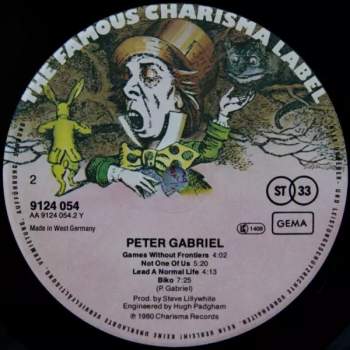 THE FAMOUS CHARISMA LABEL
2
9124 054
AA 9124 054.2 Y
Made in West Germany
ST 33
GEMA
PETER GABRIEL
Games Without Frontiers 4:02
Not One Of Us 5:20
Lead A Normal Life 4:13
Biko 7:25
(P. Gabriel)
Prod. by Steve Lillywhite
Engineered by Hugh Padgham
℗ 1980 Charisma Records